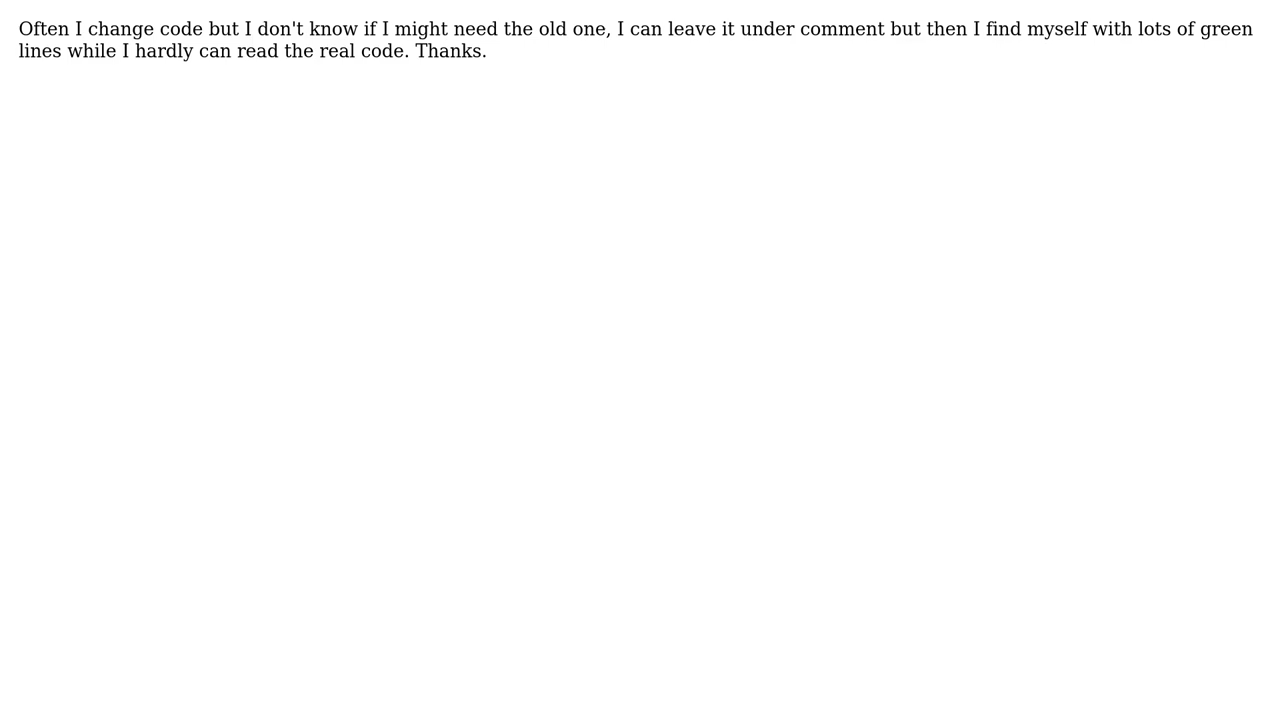 Often I change code but I don't know if I might need the old one, I can leave it under comment but then I find myself with lots of green
lines while I hardly can read the real code. Thanks.